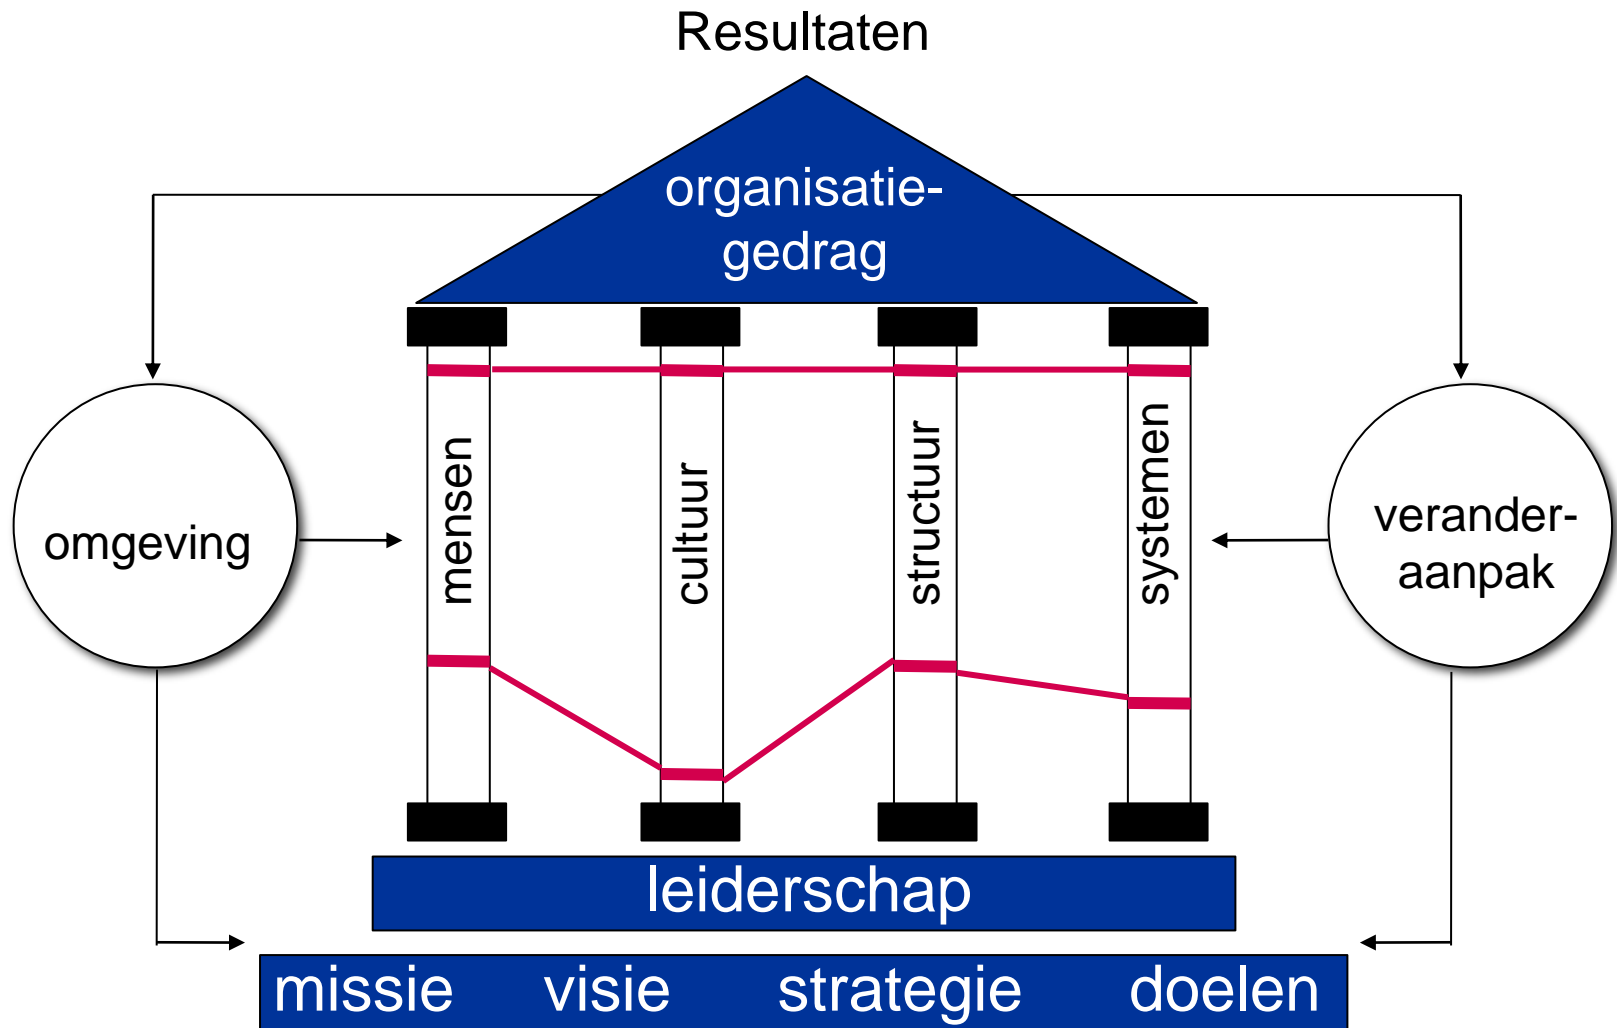 Resultaten
organisatie-
gedrag
omgeving
mensen
cultuur
structuur
systemen
verander-
aanpak
leiderschap
missie visie strategie doelen